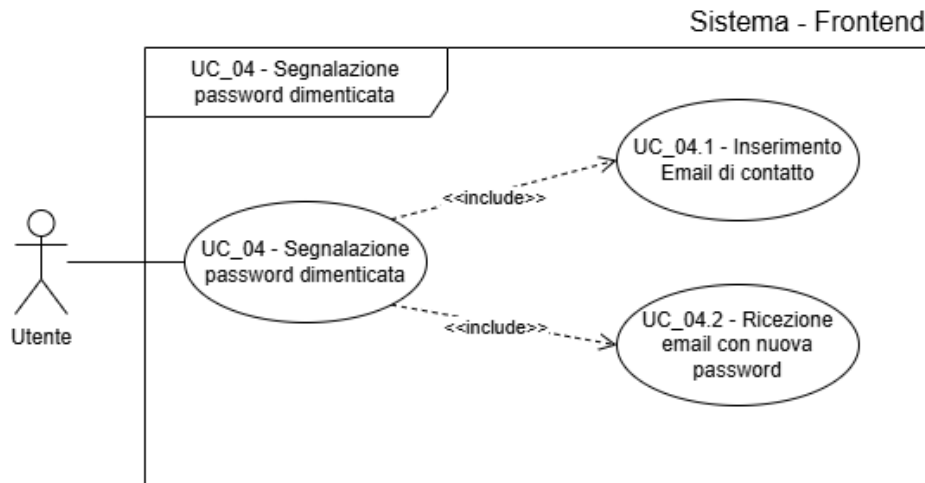 Sistema - Frontend
UC_04 - Segnalazione
password dimenticata
UC_04.1 - Inserimento
Email di contatto
<<include>>
UC_04 - Segnalazione
password dimenticata
Utente
<<include>>
UC_04.2 - Ricezione
email con nuova
password